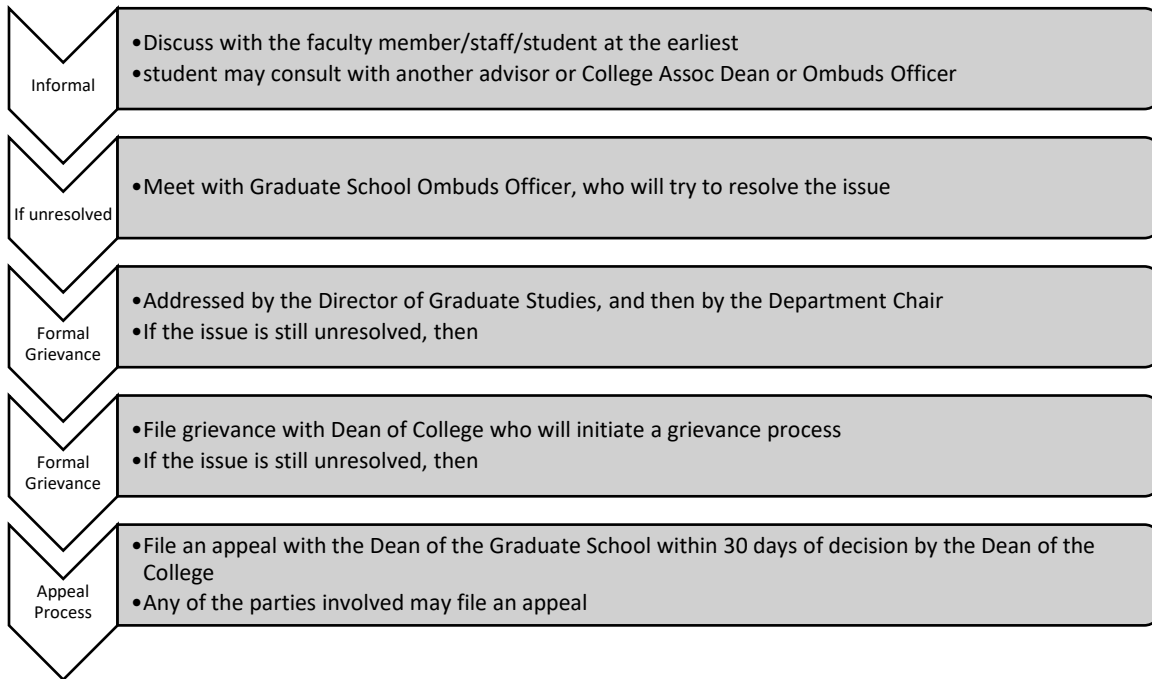 Informal
•Discuss with the faculty member/staff/student at the earliest
•student may consult with another advisor or College Assoc Dean or Ombuds Officer
If unresolved
•Meet with Graduate School Ombuds Officer, who will try to resolve the issue
Formal
Grievance
•Addressed by the Director of Graduate Studies, and then by the Department Chair
•If the issue is still unresolved, then
Formal
Grievance
•File grievance with Dean of College who will initiate a grievance process
•If the issue is still unresolved, then
Appeal
Process
•File an appeal with the Dean of the Graduate School within 30 days of decision by the Dean of the
College
•Any of the parties involved may file an appeal